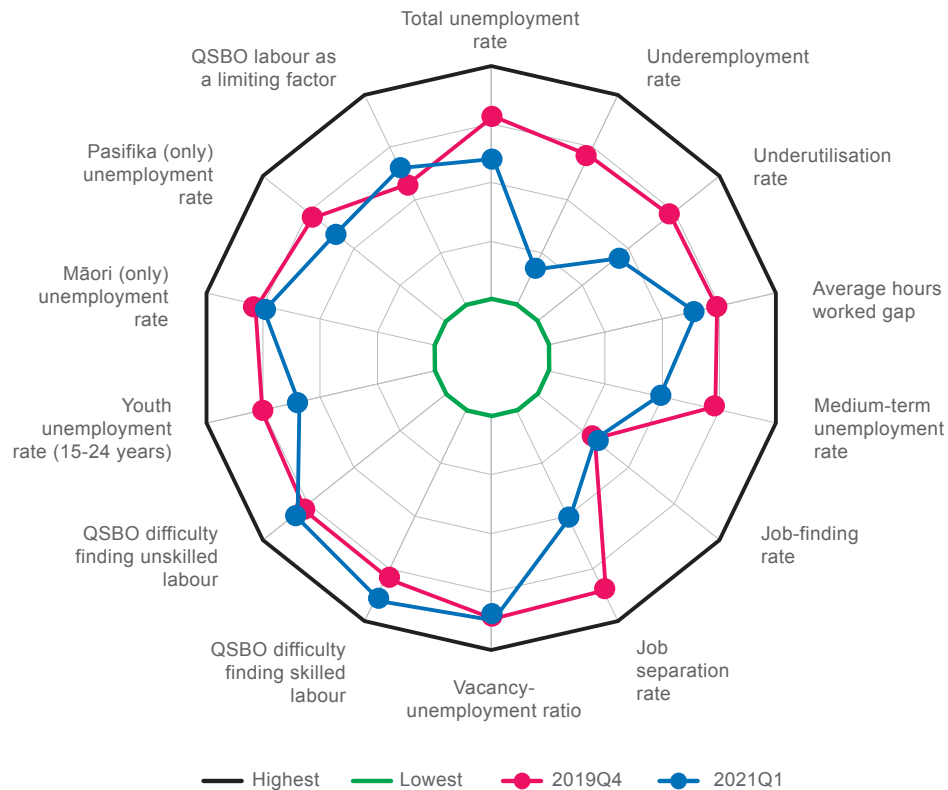 Total unemployment
rate
Underemployment
rate
Underutilisation
rate
Average hours
worked gap
Medium-term
unemployment
rate
Job-finding
rate
Job
separation
rate
Vacancy-
unemployment ratio
QSBO difficulty
finding skilled
labour
QSBO difficulty
finding unskilled
labour
Youth
unemployment
rate (15-24 years)
Māori (only)
unemployment
rate
Pasifika (only)
unemployment
rate
QSBO labour as
a limiting factor
Highest
Lowest
2019Q4
2021Q1